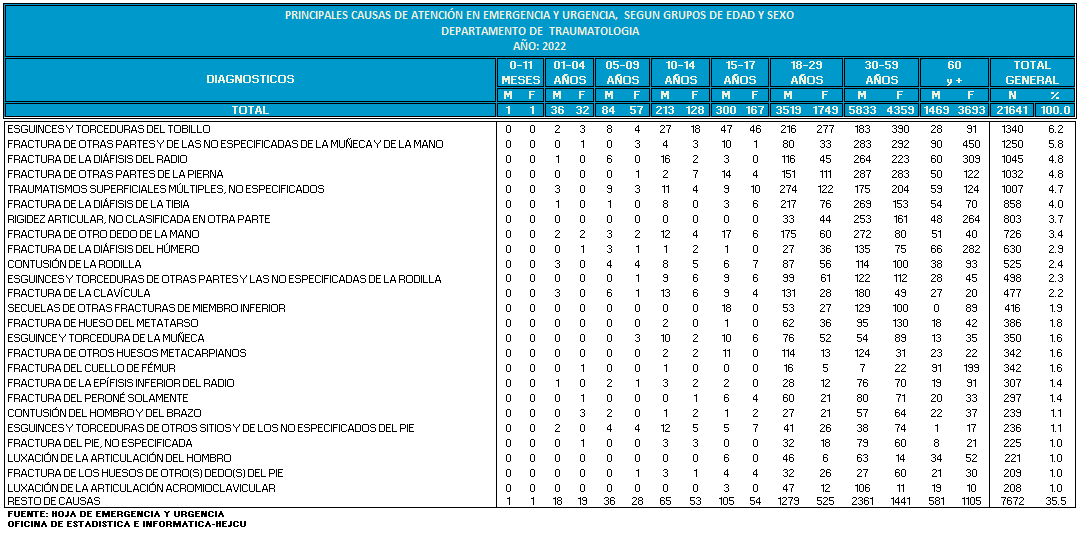 PRINCIPALES CAUSAS DE ATENCIÓN EN EMERGENCIA Y URGENCIA, SEGUN GRUPOS DE EDAD Y SEXO
DEPARTAMENTO DE TRAUMATOLOGIA
AÑO: 2022
DIAGNOSTICOS 0-11 MESES 01-04 AÑOS 05-09 AÑOS 10-14 AÑOS 15-17 AÑOS 18-29 AÑOS 30-59 AÑOS 60 y + TOTAL GENERAL
M F M F M F M F M F M F M F M F N %
TOTAL 1 1 36 32 84 57 213 128 300 167 3519 1749 5833 4359 1469 3693 21641 100.0
ESGUINCES Y TORCEDURAS DEL TOBILLO 0 0 2 3 8 4 27 18 47 46 216 277 183 390 28 91 1340 6.2
FRACTURA DE OTRAS PARTES Y DE LAS NO ESPECIFICADAS DE LA MUÑECA Y DE LA MANO 0 0 0 1 0 3 4 3 10 1 80 33 283 292 90 450 1250 5.8
FRACTURA DE LA DIÁFISIS DEL RADIO 0 0 1 0 6 0 16 2 3 0 116 45 264 223 60 309 1045 4.8
FRACTURA DE OTRAS PARTES DE LA PIERNA 0 0 0 0 0 1 2 7 14 4 151 111 287 283 50 122 1032 4.8
TRAUMATISMOS SUPERFICIALES MÚLTIPLES, NO ESPECIFICADOS 0 0 3 0 9 3 11 4 9 10 274 122 175 204 59 124 1007 4.7
FRACTURA DE LA DIÁFISIS DE LA TIBIA 0 0 1 0 1 0 8 0 3 6 217 76 269 153 54 70 858 4.0
RIGIDEZ ARTICULAR, NO CLASIFICADA EN OTRA PARTE 0 0 0 0 0 0 0 0 0 0 33 44 253 161 48 264 803 3.7
FRACTURA DE OTRO DEDO DE LA MANO 0 0 2 2 3 2 12 4 17 6 175 60 272 80 51 40 726 3.4
FRACTURA DE LA DIÁFISIS DEL HÚMERO 0 0 0 1 3 1 1 2 1 0 27 36 135 75 66 282 630 2.9
CONTUSIÓN DE LA RODILLA 0 0 3 0 4 4 8 5 6 7 87 56 114 100 38 93 525 2.4
ESGUINCES Y TORCEDURAS DE OTRAS PARTES Y LAS NO ESPECIFICADAS DE LA RODILLA 0 0 0 0 0 1 9 6 9 6 99 61 122 112 28 45 498 2.3
FRACTURA DE LA CLAVÍCULA 0 0 3 0 6 1 13 6 9 4 131 28 180 49 27 20 477 2.2
SECUELAS DE OTRAS FRACTURAS DE MIEMBRO INFERIOR 0 0 0 0 0 0 0 0 18 0 53 27 129 100 0 89 416 1.9
FRACTURA DE HUESO DEL METATARSO 0 0 0 0 0 0 2 0 1 0 62 36 95 130 18 42 386 1.8
ESGUINCE Y TORCEDURA DE LA MUÑECA 0 0 0 0 0 3 10 2 10 6 76 52 54 89 13 35 350 1.6
FRACTURA DE OTROS HUESOS METACARPIANOS 0 0 0 0 0 0 2 2 11 0 114 13 124 31 23 22 342 1.6
FRACTURA DEL CUELLO DE FÉMUR 0 0 0 1 0 0 1 0 0 0 16 5 7 22 91 199 342 1.6
FRACTURA DE LA EPÍFISIS INFERIOR DEL RADIO 0 0 1 0 2 1 3 2 2 0 28 12 76 70 19 91 307 1.4
FRACTURA DEL PERONÉ SOLAMENTE 0 0 0 1 0 0 0 1 6 4 60 21 80 71 20 33 297 1.4
CONTUSIÓN DEL HOMBRO Y DEL BRAZO 0 0 0 3 2 0 1 2 1 2 27 21 57 64 22 37 239 1.1
ESGUINCES Y TORCEDURAS DE OTROS SITIOS Y DE LOS NO ESPECIFICADOS DEL PIE 0 0 2 0 4 4 12 5 5 7 41 26 38 74 1 17 236 1.1
FRACTURA DEL PIE, NO ESPECIFICADA 0 0 0 1 0 0 3 3 0 0 32 18 79 60 8 21 225 1.0
LUXACIÓN DE LA ARTICULACIÓN DEL HOMBRO 0 0 0 0 0 0 0 0 6 0 46 6 63 14 34 52 221 1.0
FRACTURA DE LOS HUESOS DE OTRO(S) DEDO(S) DEL PIE 0 0 0 0 0 1 3 1 4 4 32 26 27 60 21 30 209 1.0
LUXACIÓN DE LA ARTICULACIÓN ACROMIOCLAVICULAR 0 0 0 0 0 0 0 0 3 0 47 12 106 11 19 10 208 1.0
RESTO DE CAUSAS 1 1 18 19 36 28 65 53 105 54 1279 525 2361 1441 581 1105 7672 35.5
FUENTE: HOJA DE EMERGENCIA Y URGENCIA
OFICINA DE ESTADISTICA E INFORMATICA-HEJCU